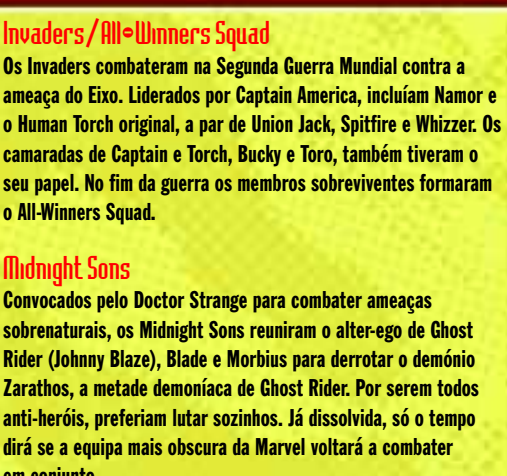 Invaders/All•Winners Squad
Os Invaders combateram na Segunda Guerra Mundial contra a
ameaça do Eixo. Liderados por Captain America, incluíam Namor e
o Human Torch original, a par de Union Jack, Spitfire e Whizzer. Os
camaradas de Captain e Torch, Bucky e Toro, também tiveram o
seu papel. No fim da guerra os membros sobreviventes formaram
o All-Winners Squad.
Midnight Sons
Convocados pelo Doctor Strange para combater ameaças
sobrenaturais, os Midnight Sons reuniram o alter-ego de Ghost
Rider (Johnny Blaze), Blade e Morbius para derrotar o demónio
Zarathos, a metade demoníaca de Ghost Rider. Por serem todos
anti-heróis, preferiam lutar sozinhos. Já dissolvida, só o tempo
dirá se a equipa mais obscura da Marvel voltará a combater
em conjunto